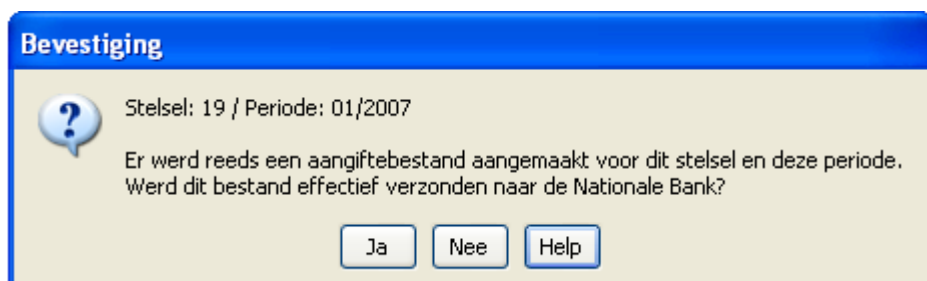 Bevestiging
?
Stelsel: 19 / Periode: 01/2007
Er werd reeds een aangiftebestand aangemaakt voor dit stelsel en deze periode.
Werd dit bestand effectief verzonden naar de Nationale Bank?
Ja Nee Help